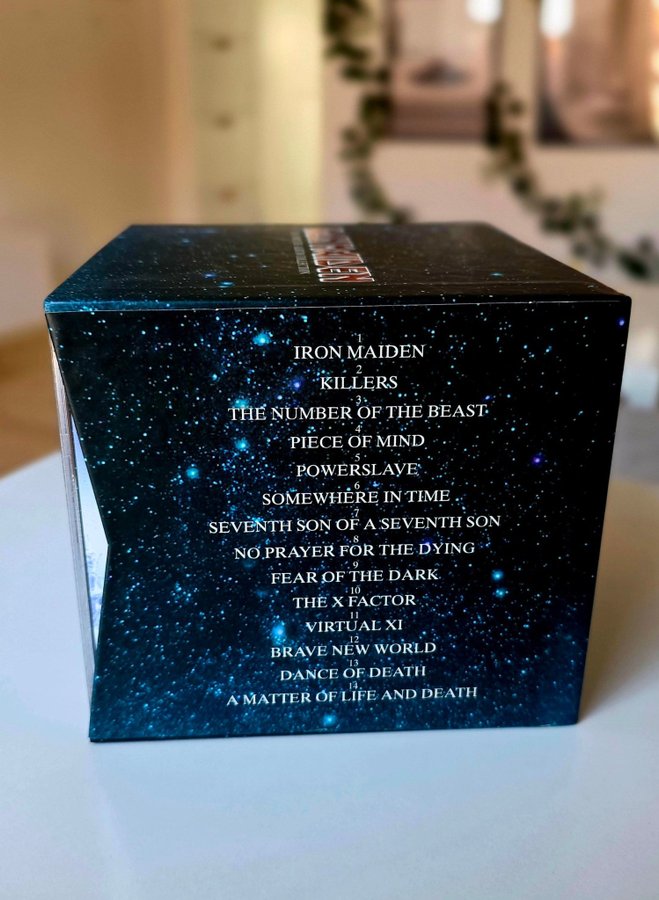 1
IRON MAIDEN
2
KILLERS
3
THE NUMBER OF THE BEAST
4
PIECE OF MIND
5
POWERSLAVE
6
SOMEWHERE IN TIME
7
SEVENTH SON OF A SEVENTH SON
8
NO PRAYER FOR THE DYING
9
FEAR OF THE DARK
10
THE X FACTOR
11
VIRTUAL XI
12
BRAVE NEW WORLD
13
DANCE OF DEATH
14
A MATTER OF LIFE AND DEATH